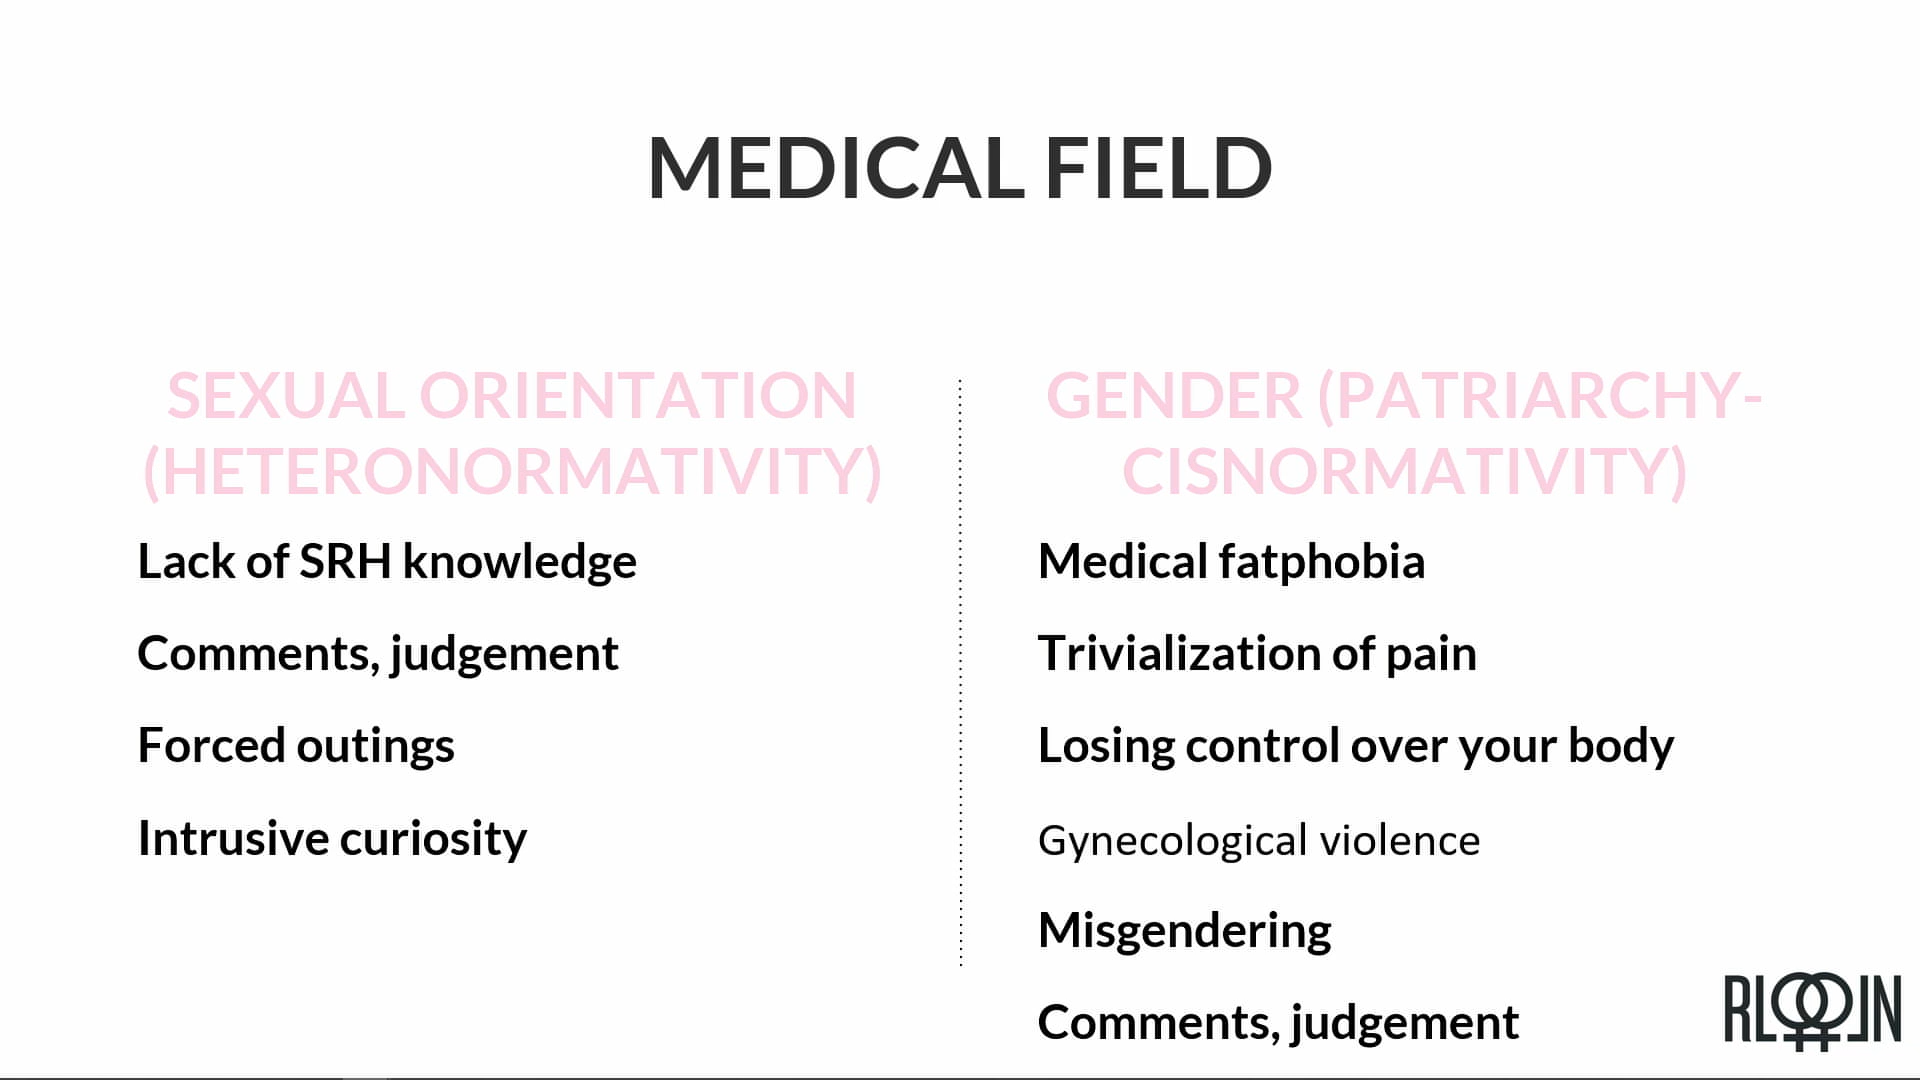 MEDICAL FIELD
SEXUAL ORIENTATION
(HETERONORMATIVITY)
Lack of SRH knowledge
Comments, judgement
Forced outings
Intrusive curiosity
GENDER (PATRIARCHY-
CISNORMATIVITY)
Medical fatphobia
Trivialization of pain
Losing control over your body
Gynecological violence
Misgendering
Comments, judgement